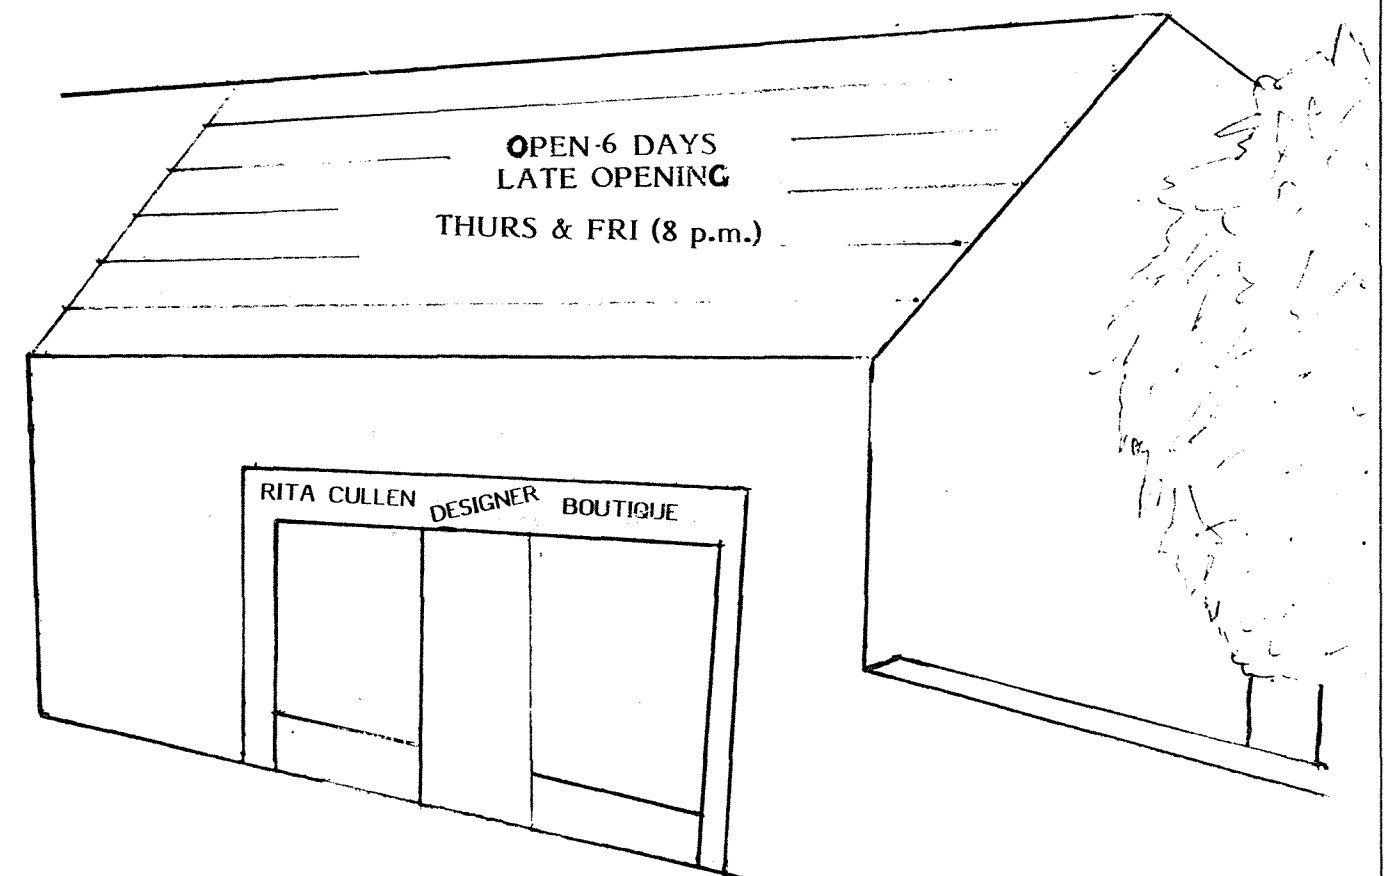 OPEN-6 DAYS
LATE OPENING
THURS & FRI (8 p.m.)
RITA CULLEN DESIGNER BOUTIQUE